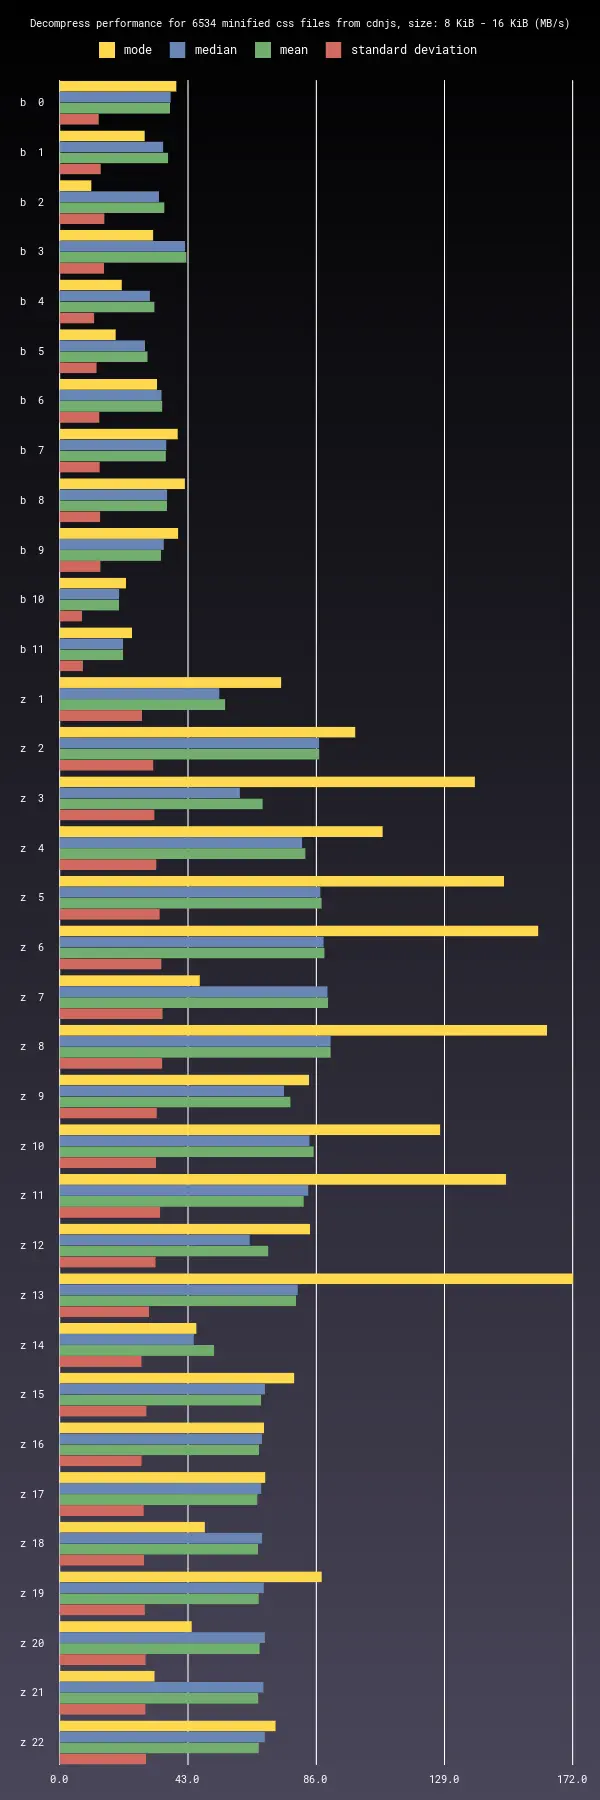 Decompress performance for 6534 minified css files from cdnjs, size: 8 KiB - 16 KiB (MB/s)
mode median mean standard deviation
b 0
b 1
b 2
b 3
b 4
b 5
b 6
b 7
b 8
b 9
b 10
b 11
z 1
z 2
z 3
z 4
z 5
z 6
z 7
z 8
z 9
z 10
z 11
z 12
z 13
z 14
z 15
z 16
z 17
z 18
z 19
z 20
z 21
z 22
0.0 43.0 86.0 129.0 172.0